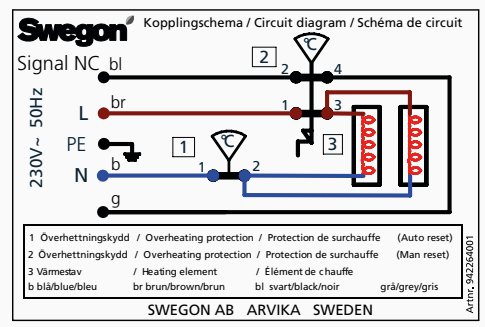 Swegon
Kopplingschema / Circuit diagram / Schéma de circuit
°C
2
Signal NC bl
2
4
br
L
1
3
230V~ 50Hz
PE
1
°C
3
b
N
1
2
g
1 Överhettningskydd / Overheating protection / Protection de surchauffe (Auto reset)
2 Överhettningskydd / Overheating protection / Protection de surchauffe (Man reset)
3 Värmestav / Heating element / Élément de chauffe
b blå/blue/bleu br brun/brown/brun bl svart/black/noir grå/grey/gris
Artnr. 942264001
SWEGON AB ARVIKA SWEDEN